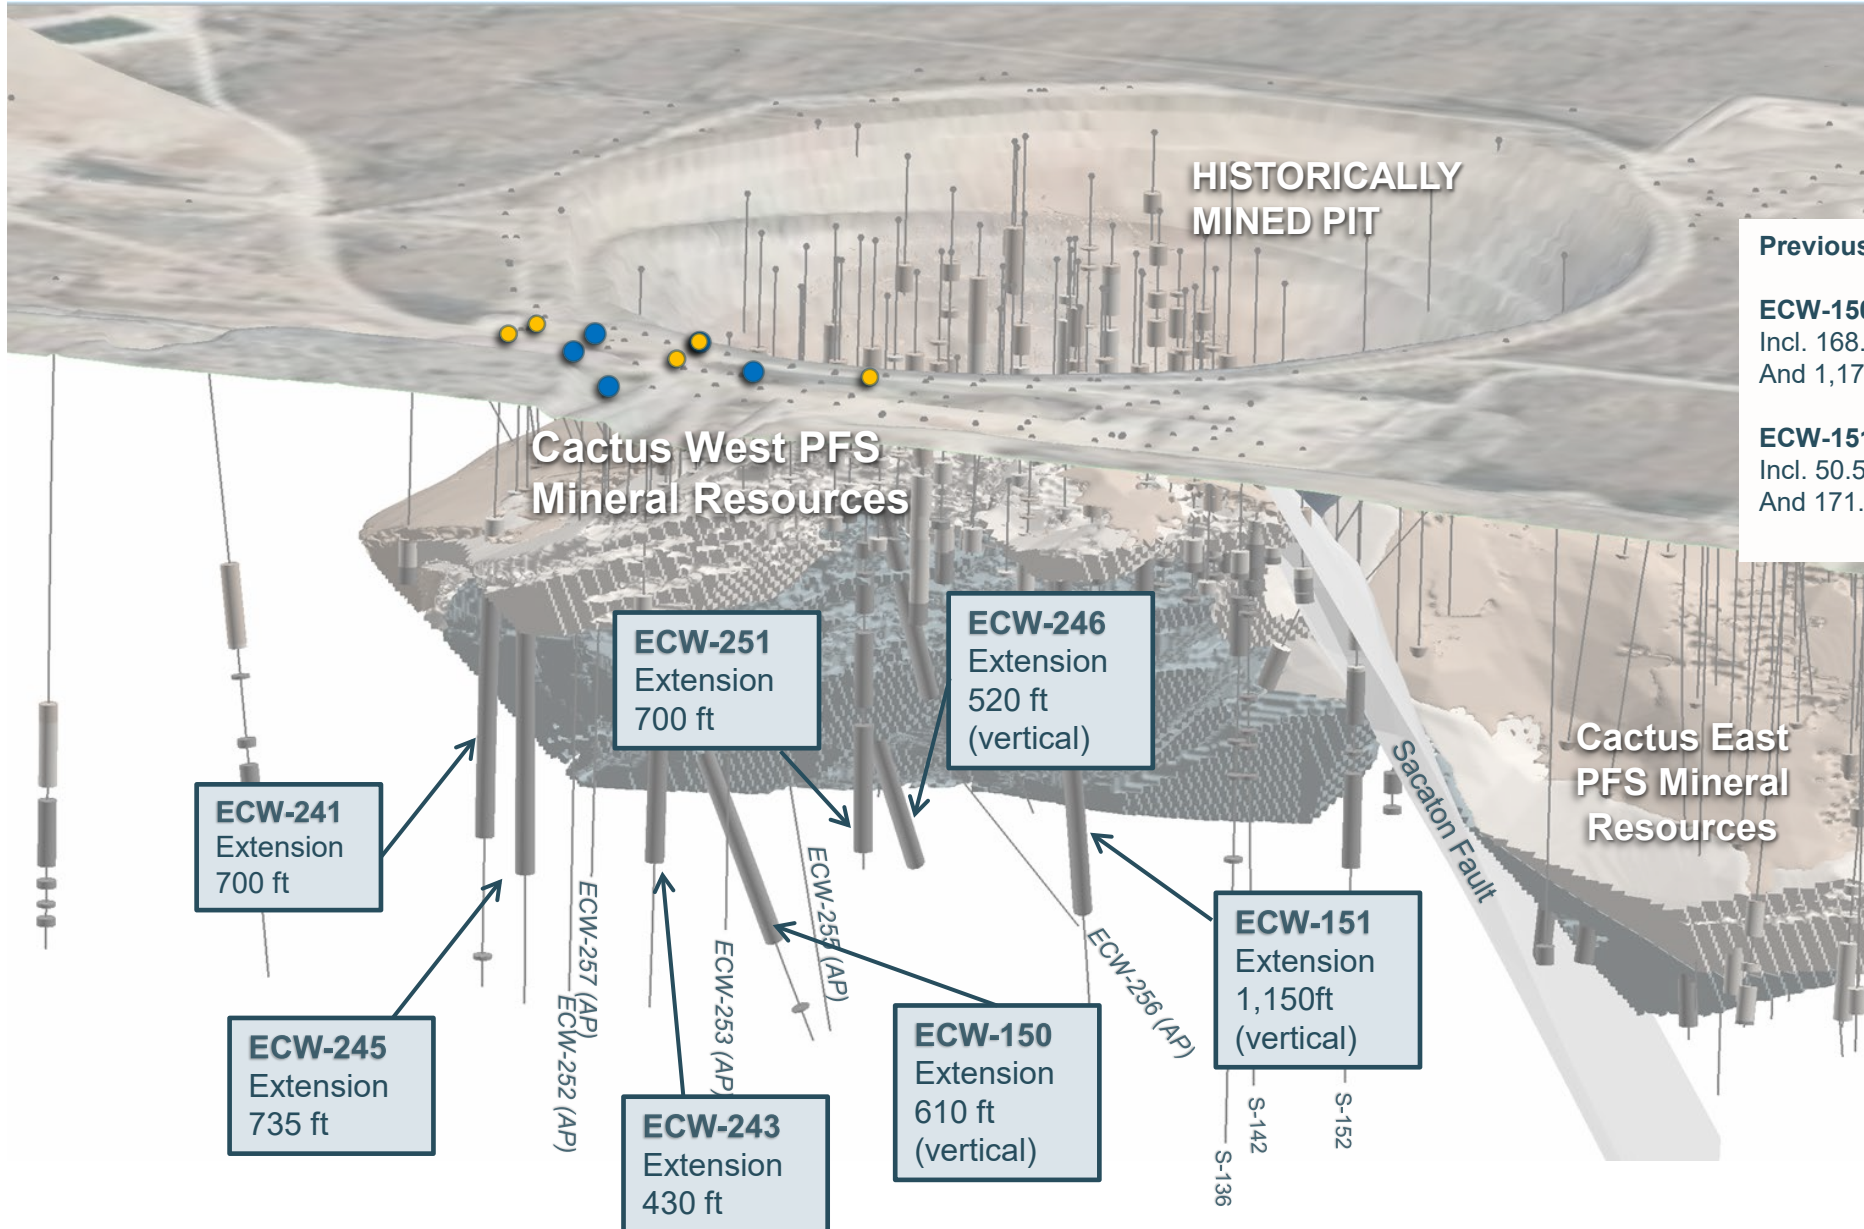 HISTORICALLY
MINED PIT
Previous
ECW-150
Incl. 168.
And 1,17
ECW-151
Incl. 50.5
And 171.
Cactus West PFS
Mineral Resources
ECW-251
Extension
700 ft
ECW-246
Extension
520 ft
(vertical)
Cactus East
PFS Mineral
Resources
Sacaton Fault
ECW-241
Extension
700 ft
ECW-151
Extension
1,150ft
(vertical)
ECW-245
Extension
735 ft
ECW-257 (AP)
ECW-252 (AP)
ECW-253 (AP)
ECW-255 (AP)
ECW-256 (AP)
ECW-150
Extension
610 ft
(vertical)
ECW-243
Extension
430 ft
S-136
S-142
S-152